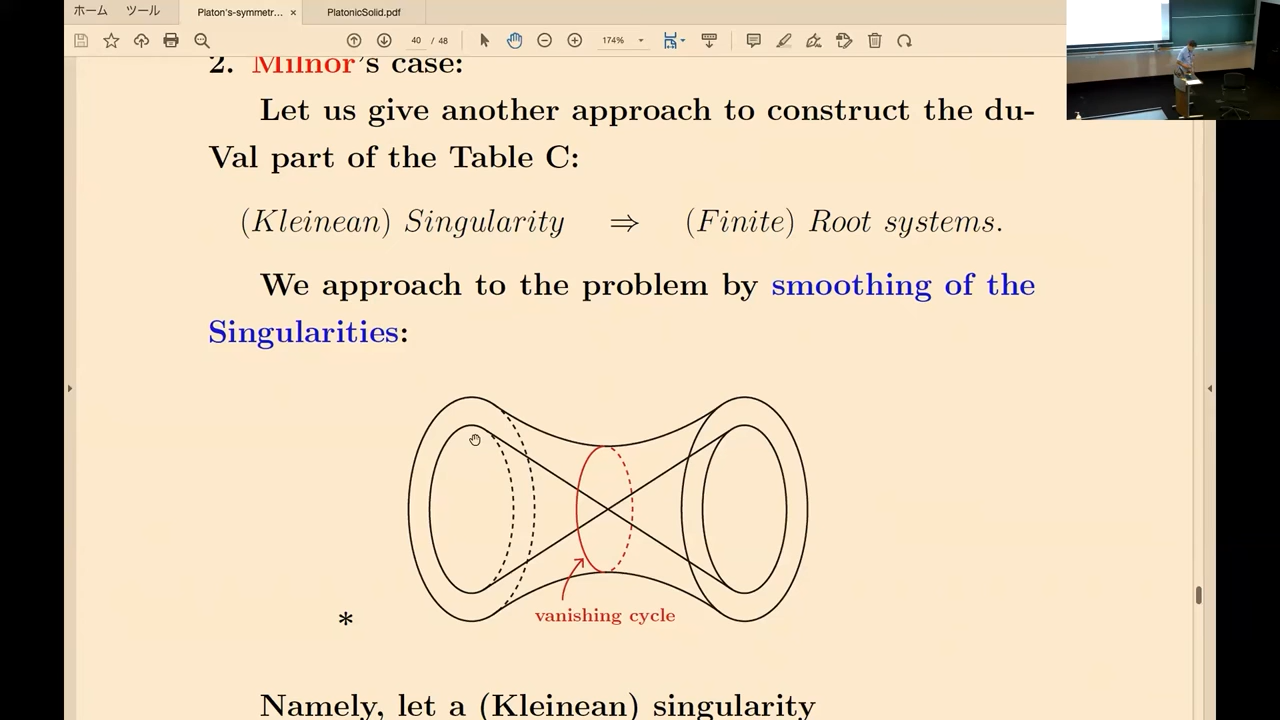 ホーム ツール Platon's-symmetr... × PlatonicSolid.pdf
40 / 48 174%
2. Milnor's case:
Let us give another approach to construct the du-
Val part of the Table C:
(Kleinean) Singularity ⇒ (Finite) Root systems.
We approach to the problem by smoothing of the
Singularities:
vanishing cycle
*
Namely, let a (Kleinean) singularity